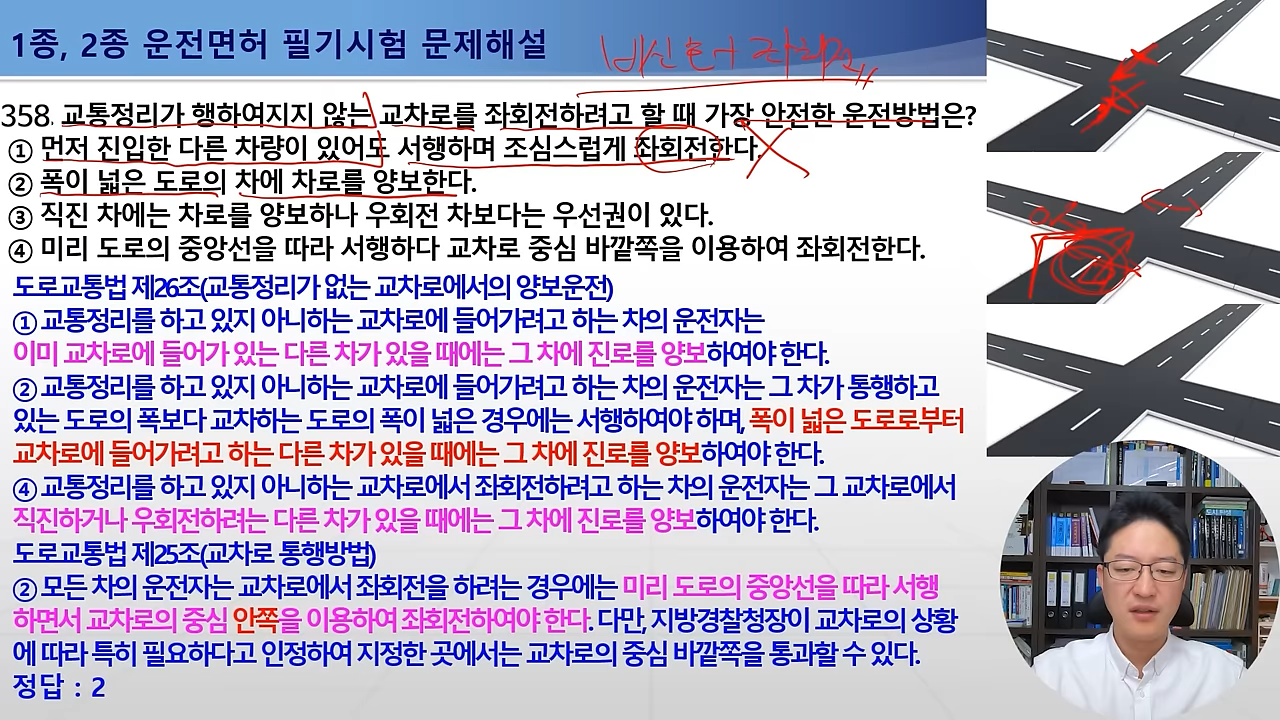 1종, 2종 운전면허 필기시험 문제해설
비신호 좌회전
358. 교통정리가 행하여지지 않는 교차로를 좌회전하려고 할 때 가장 안전한 운전방법은?
① 먼저 진입한 다른 차량이 있어도 서행하며 조심스럽게 좌회전한다.
② 폭이 넓은 도로의 차에 차로를 양보한다.
③ 직진 차에는 차로를 양보하나 우회전 차보다는 우선권이 있다.
④ 미리 도로의 중앙선을 따라 서행하다 교차로 중심 바깥쪽을 이용하여 좌회전한다.
도로교통법 제26조(교통정리가 없는 교차로에서의 양보운전)
① 교통정리를 하고 있지 아니하는 교차로에 들어가려고 하는 차의 운전자는
이미 교차로에 들어가 있는 다른 차가 있을 때에는 그 차에 진로를 양보하여야 한다.
② 교통정리를 하고 있지 아니하는 교차로에 들어가려고 하는 차의 운전자는 그 차가 통행하고
있는 도로의 폭보다 교차하는 도로의 폭이 넓은 경우에는 서행하여야 하며, 폭이 넓은 도로로부터
교차로에 들어가려고 하는 다른 차가 있을 때에는 그 차에 진로를 양보하여야 한다.
④ 교통정리를 하고 있지 아니하는 교차로에서 좌회전하려고 하는 차의 운전자는 그 교차로에서
직진하거나 우회전하려는 다른 차가 있을 때에는 그 차에 진로를 양보하여야 한다.
도로교통법 제25조(교차로 통행방법)
② 모든 차의 운전자는 교차로에서 좌회전을 하려는 경우에는 미리 도로의 중앙선을 따라 서행
하면서 교차로의 중심 안쪽을 이용하여 좌회전하여야 한다. 다만, 지방경찰청장이 교차로의 상황
에 따라 특히 필요하다고 인정하여 지정한 곳에서는 교차로의 중심 바깥쪽을 통과할 수 있다.
정답 : 2